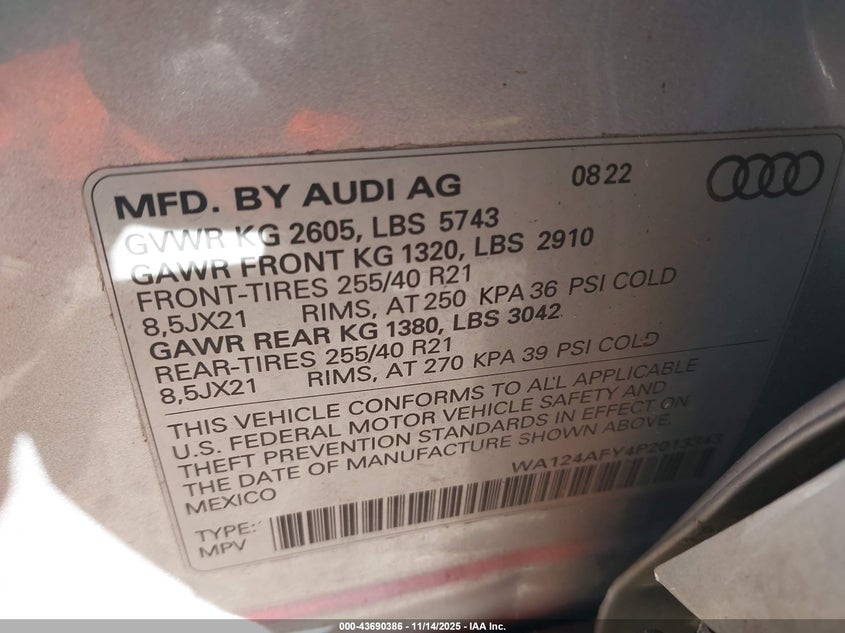 MFD. BY AUDI AG 08 22
GVWR KG 2605, LBS 5743
GAWR FRONT KG 1320, LBS 2910
FRONT-TIRES 255/40 R21
8,5JX21 RIMS, AT 250 KPA 36 PSI COLD
GAWR REAR KG 1380, LBS 3042
REAR-TIRES 255/40 R21
8,5JX21 RIMS, AT 270 KPA 39 PSI COLD
THIS VEHICLE CONFORMS TO ALL APPLICABLE
U.S. FEDERAL MOTOR VEHICLE SAFETY AND
THEFT PREVENTION STANDARDS IN EFFECT ON
THE DATE OF MANUFACTURE SHOWN ABOVE.
MEXICO WA124AFY4P2013343
TYPE:
MPV
000-43690386 - 11/14/2025 - IAA Inc.